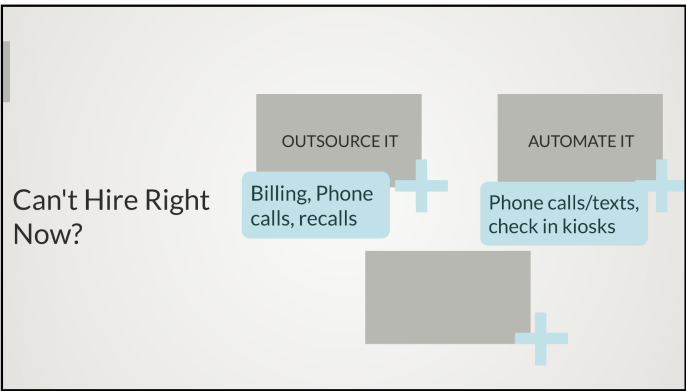 Can't Hire Right
Now?
OUTSOURCE IT
Billing, Phone
calls, recalls
AUTOMATE IT
Phone calls/texts,
check in kiosks